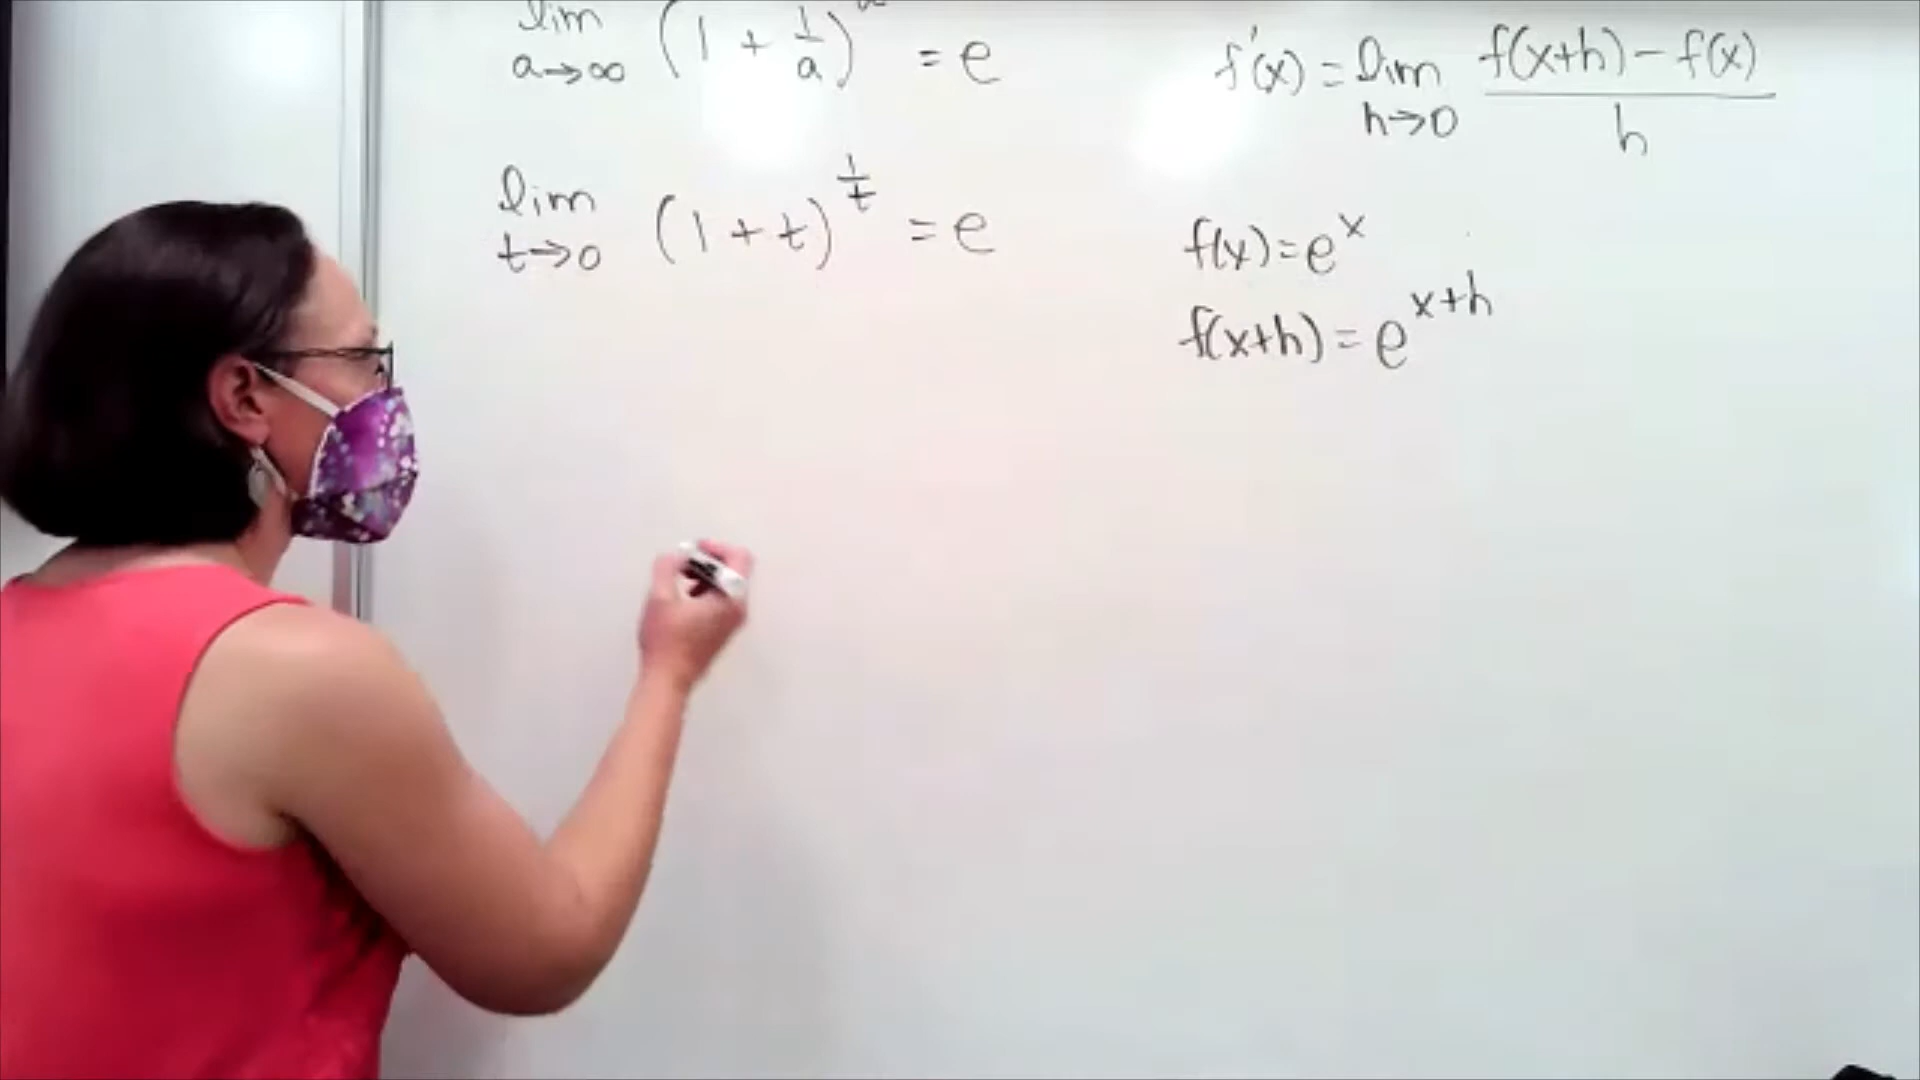 lim a→∞ (1 + 1/a)^a = e
lim t→0 (1 + t)^(1/t) = e
f'(x) = lim h→0 (f(x+h) − f(x))/h
f(x) = e^x
f(x+h) = e^(x+h)